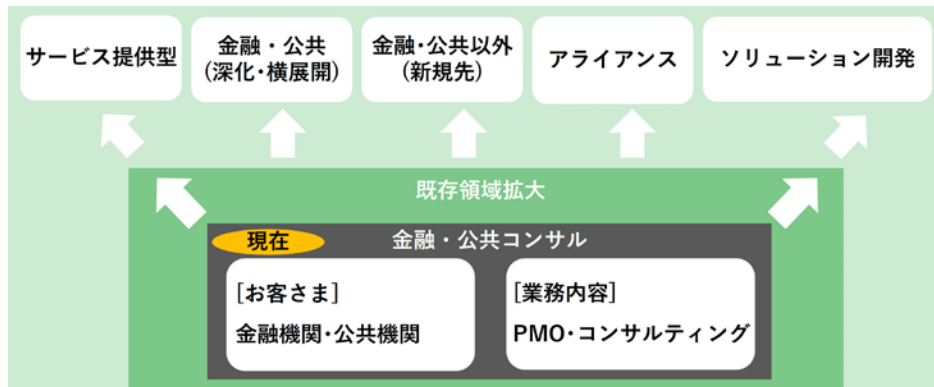 サービス提供型
金融・公共
(深化・横展開)
金融・公共以外
(新規先)
アライアンス
ソリューション開発
既存領域拡大
現在
金融・公共コンサル
[お客さま]
金融機関・公共機関
[業務内容]
PMO・コンサルティング